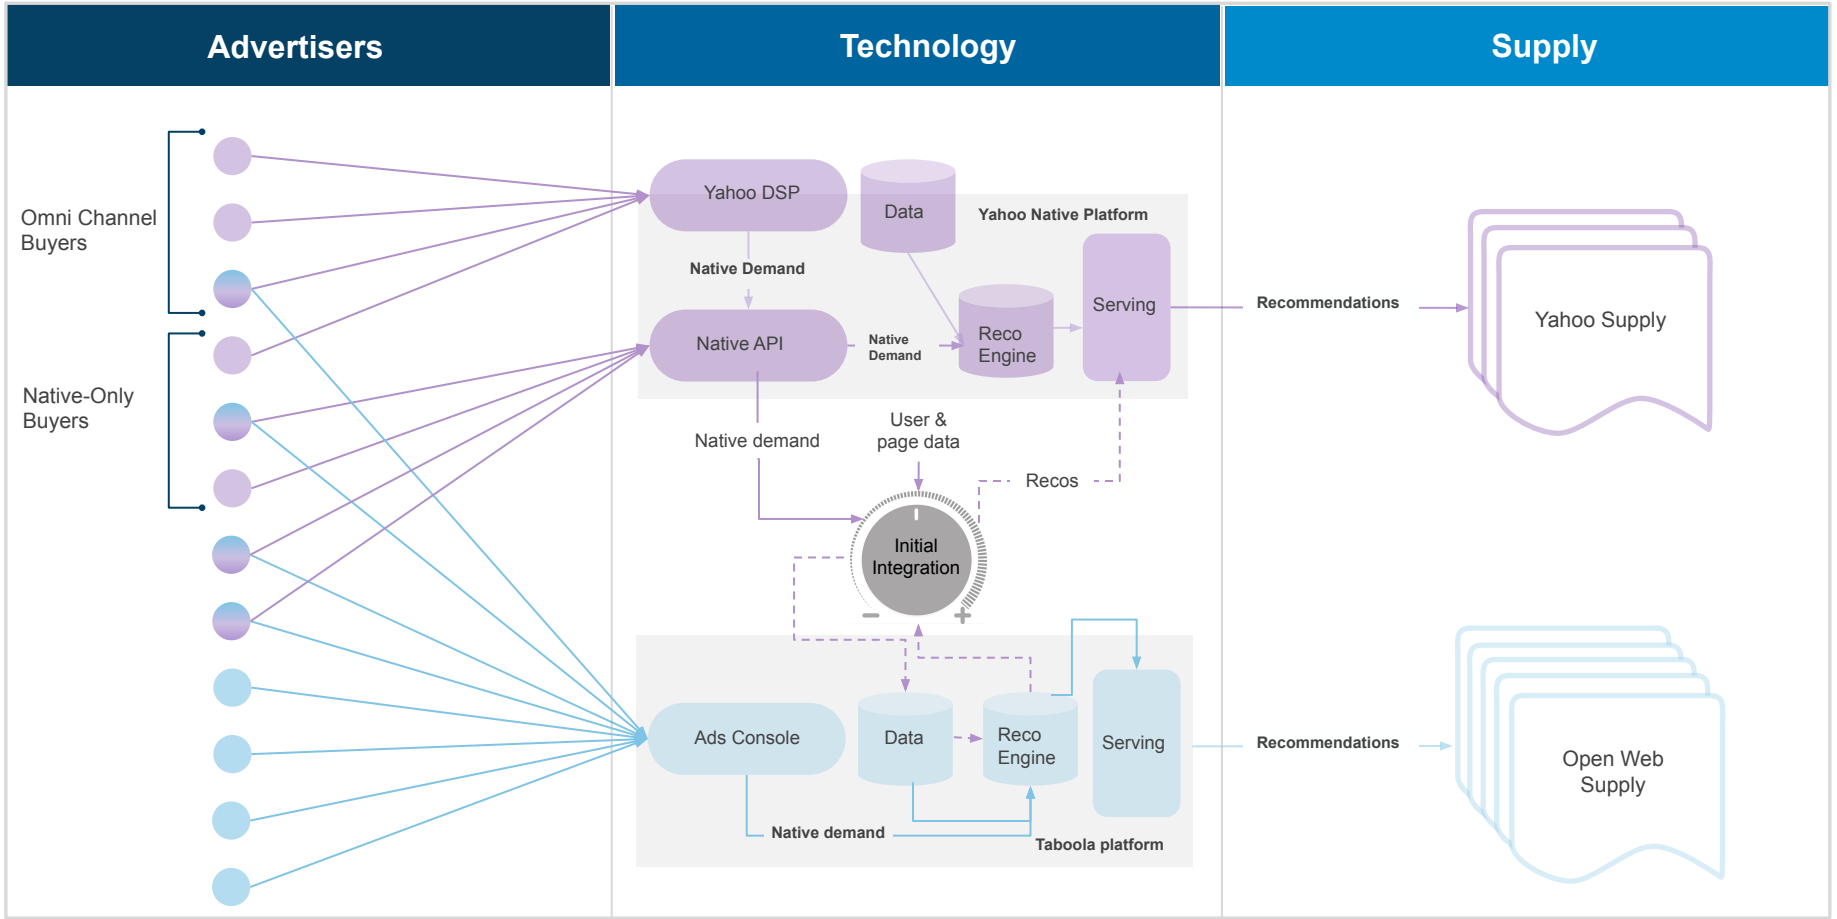 Advertisers
Technology
Supply
Omni Channel
Buyers
Native-Only
Buyers
Yahoo DSP
Data
Yahoo Native Platform
Native Demand
Serving
Native API
Native
Demand
Reco
Engine
Recommendations
Yahoo Supply
Native demand
User &
page data
Recos
Initial
Integration
Ads Console
Data
Reco
Engine
Serving
Native demand
Taboola platform
Recommendations
Open Web
Supply